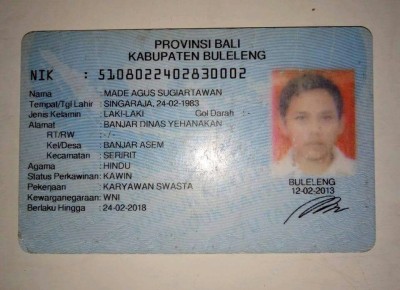 PROVINSI BALI
KABUPATEN BULELENG
NIK : 5108022402830002
Nama : MADE AGUS SUGIARTAWAN
Tempat/Tgl Lahir : SINGARAJA, 24-02-1983
Jenis Kelamin : LAKI-LAKI Gol Darah : -
Alamat : BANJAR DINAS YEHANAKAN
RT/RW : -/-
Kel/Desa : BANJAR ASEM
Kecamatan : SERIRIT
Agama : HINDU
Status Perkawinan: KAWIN
Pekerjaan : KARYAWAN SWASTA
Kewarganegaraan: WNI
Berlaku Hingga : 24-02-2018
BULELENG
12-02-2013